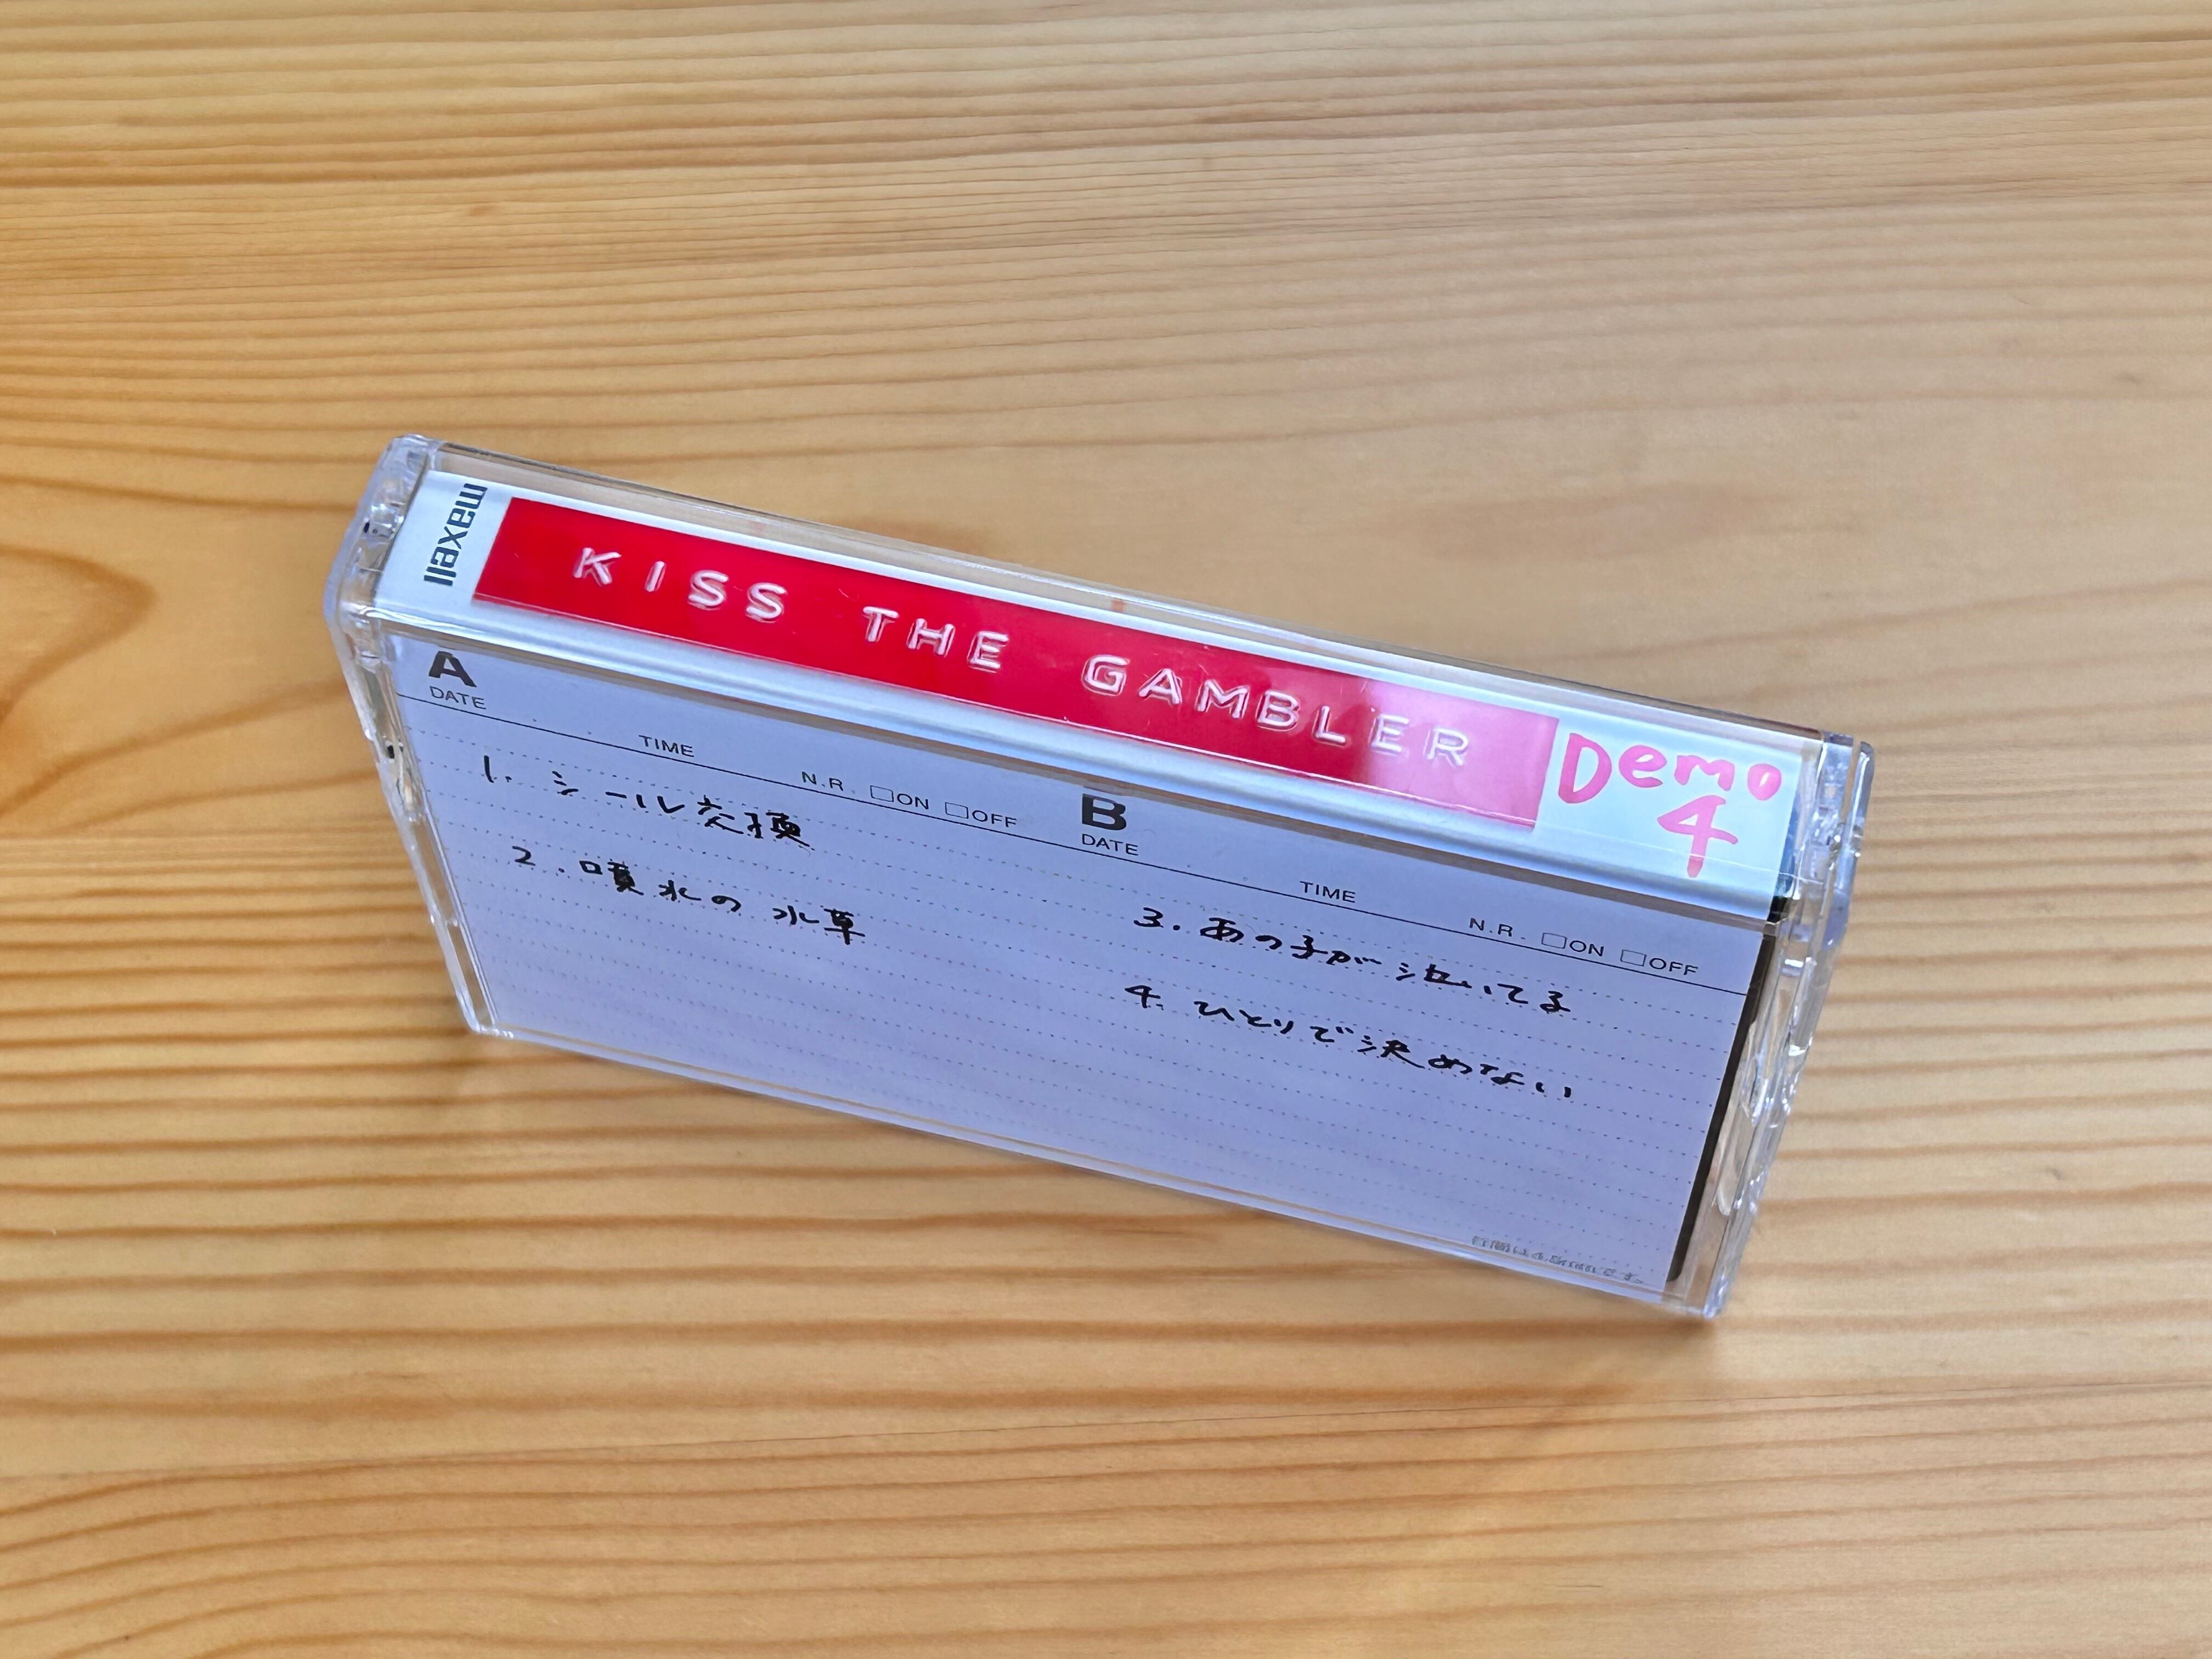 maxell
KISS THE GAMBLER
Demo
4
A
DATE
TIME
N.R. □ON □OFF
1. シール交換
2. 噴水の水草
B
DATE
TIME
N.R. □ON □OFF
3. あの子が泣いてる
4. ひとりで決めない